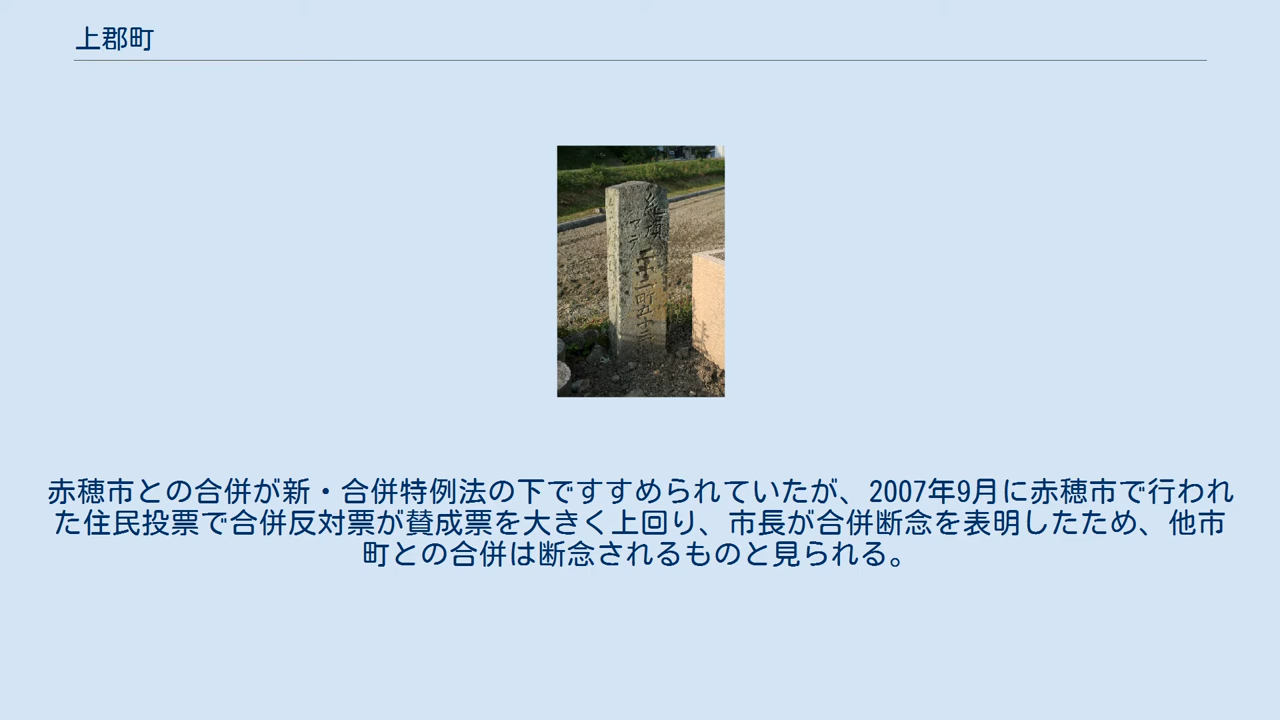 上郡町
赤穂市との合併が新・合併特例法の下ですすめられていたが、2007年9月に赤穂市で行われ
た住民投票で合併反対票が賛成票を大きく上回り、市長が合併断念を表明したため、他市
町との合併は断念されるものと見られる。